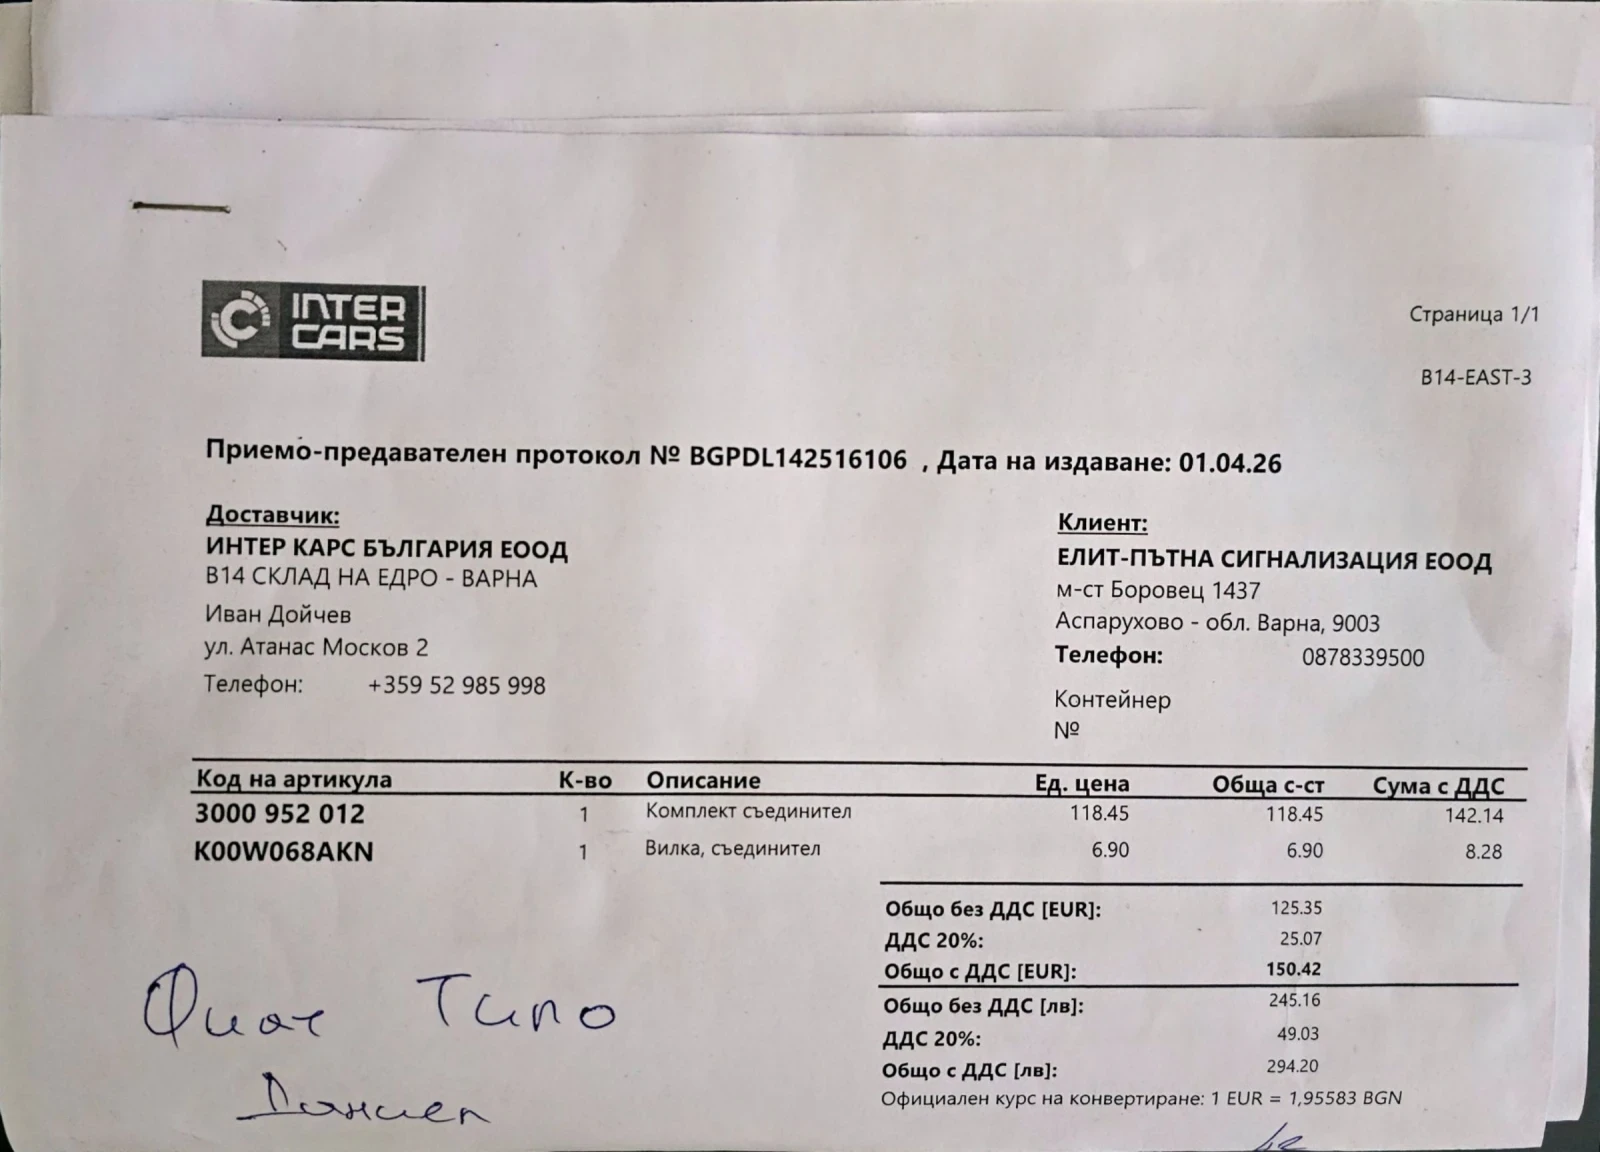 INTER CARS
Страница 1/1
B14-EAST-3
Приемо-предавателен протокол № BGPDL142516106 , Дата на издаване: 01.04.26
Доставчик:
ИНТЕР КАРС БЪЛГАРИЯ ЕООД
B14 СКЛАД НА ЕДРО - ВАРНА
Иван Дойчев
ул. Атанас Москов 2
Телефон: +359 52 985 998
Клиент:
ЕЛИТ-ПЪТНА СИГНАЛИЗАЦИЯ ЕООД
м-ст Боровец 1437
Аспарухово - обл. Варна, 9003
Телефон: 0878339500
Контейнер
№
Код на артикула К-во Описание Ед. цена Обща с-ст Сума с ДДС
3000 952 012 1 Комплект съединител 118.45 118.45 142.14
K00W068AKN 1 Вилка, съединител 6.90 6.90 8.28
Общо без ДДС [EUR]: 125.35
ДДС 20%: 25.07
Общо с ДДС [EUR]: 150.42
Общо без ДДС [лв]: 245.16
ДДС 20%: 49.03
Общо с ДДС [лв]: 294.20
Официален курс на конвертиране: 1 EUR = 1,95583 BGN
Фиат Типо
Даниел